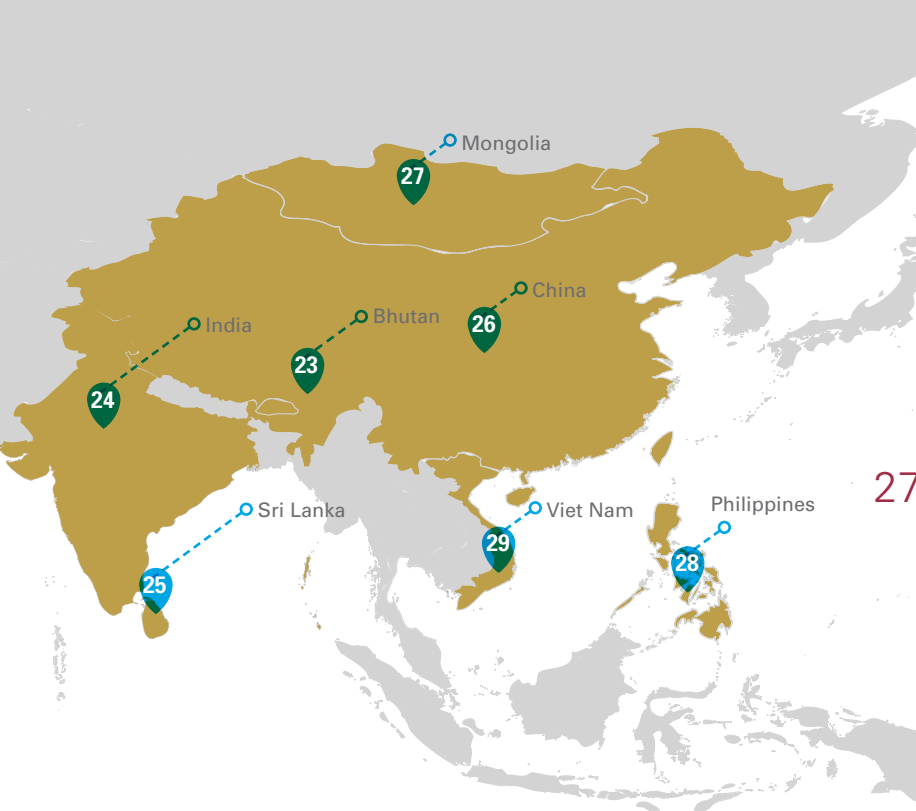 Mongolia
27
China
India
Bhutan
26
23
24
27
Sri Lanka
Viet Nam
Philippines
29
28
25